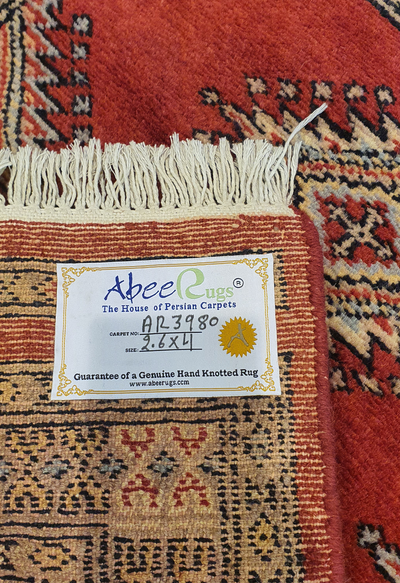 AbeeRugs®
The House of Persian Carpets
CARPET NO: AR3980
SIZE: 2.6X4
Guarantee of a Genuine Hand Knotted Rug
www.abeerugs.com